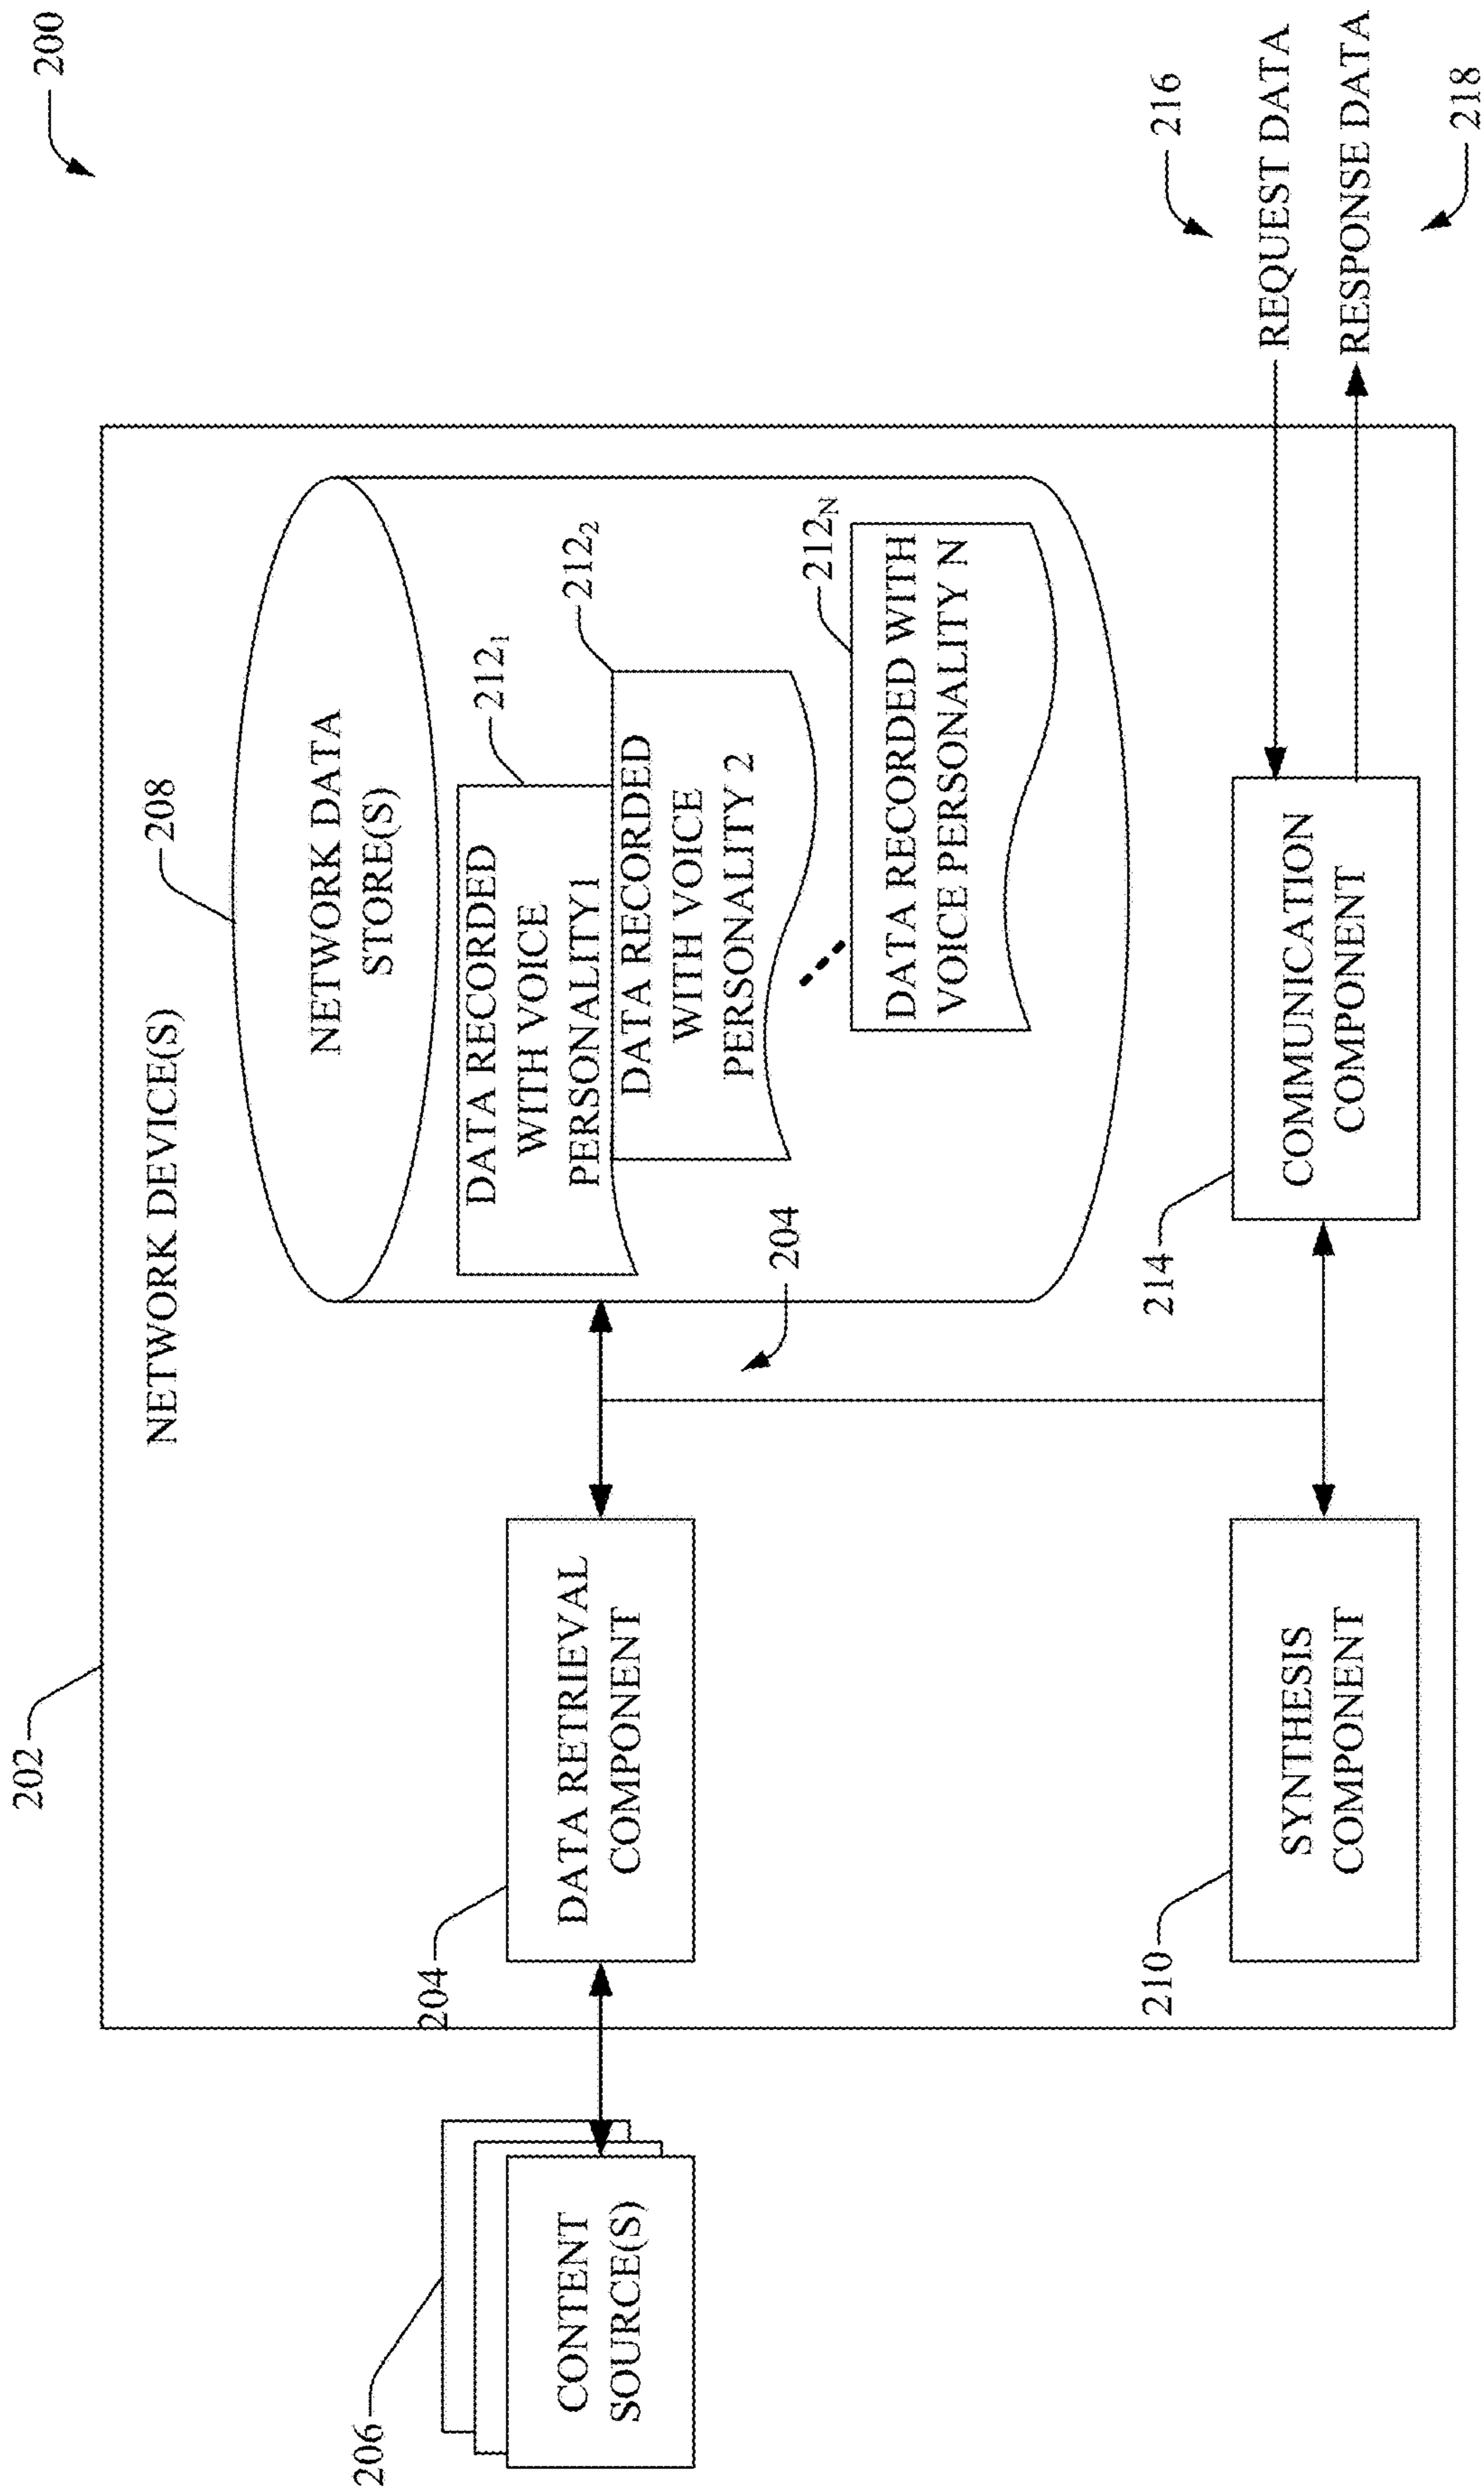 200
202
NETWORK DEVICE(S)
208
NETWORK DATA
STORE(S)
206
CONTENT
SOURCE(S)
204
DATA RETRIEVAL
COMPONENT
212₁
DATA RECORDED
WITH VOICE
PERSONALITY1
212₂
DATA RECORDED
WITH VOICE
PERSONALITY 2
204
212N
DATA RECORDED WITH
VOICE PERSONALITY N
210
SYNTHESIS
COMPONENT
214
COMMUNICATION
COMPONENT
216
REQUEST DATA
RESPONSE DATA
218